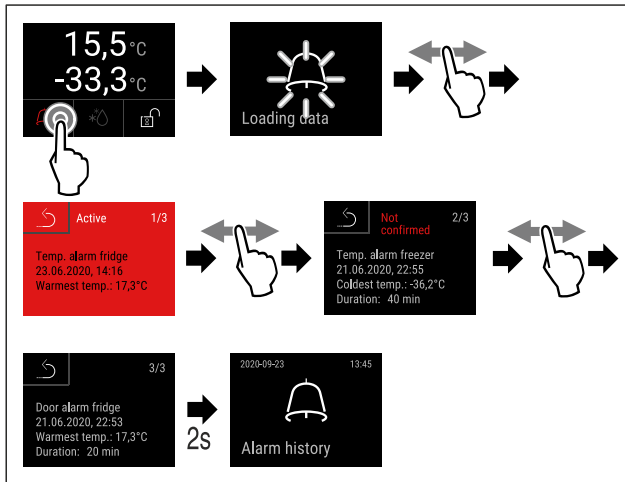 15,5°C
-33,3°C
Loading data
Active 1/3
Temp. alarm fridge
23.06.2020, 14:16
Warmest temp.: 17,3°C
Not 2/3
confirmed
Temp. alarm freezer
21.06.2020, 22:55
Coldest temp.: -36,2°C
Duration: 40 min
3/3
Door alarm fridge
21.06.2020, 22:53
Warmest temp.: 17,3°C
Duration: 20 min
2s
2020-09-23 13:45
Alarm history